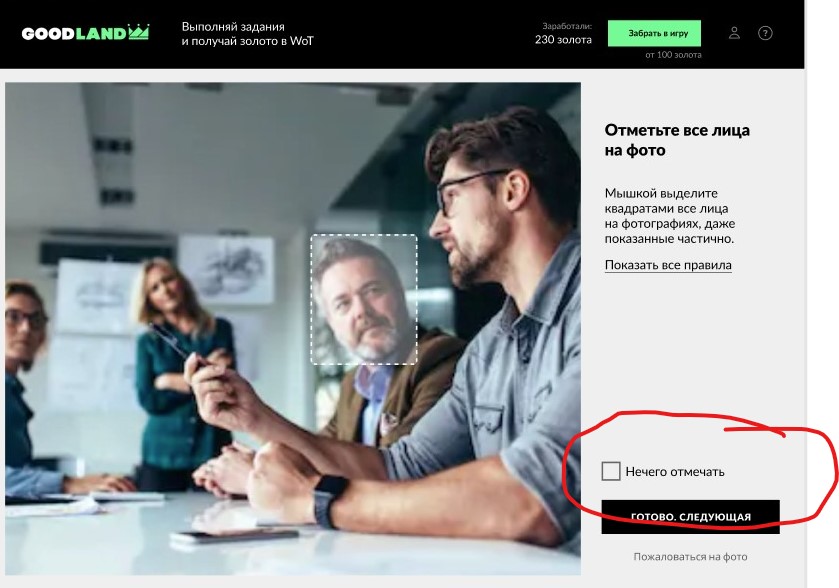 GOODLAND
Выполняй задания
и получай золото в WoT
Заработали:
230 золота
Забрать в игру
от 100 золота
?
Отметьте все лица
на фото
Мышкой выделите
квадратами все лица
на фотографиях, даже
показанные частично.
Показать все правила
Нечего отмечать
ГОТОВО. СЛЕДУЮЩАЯ
Пожаловаться на фото